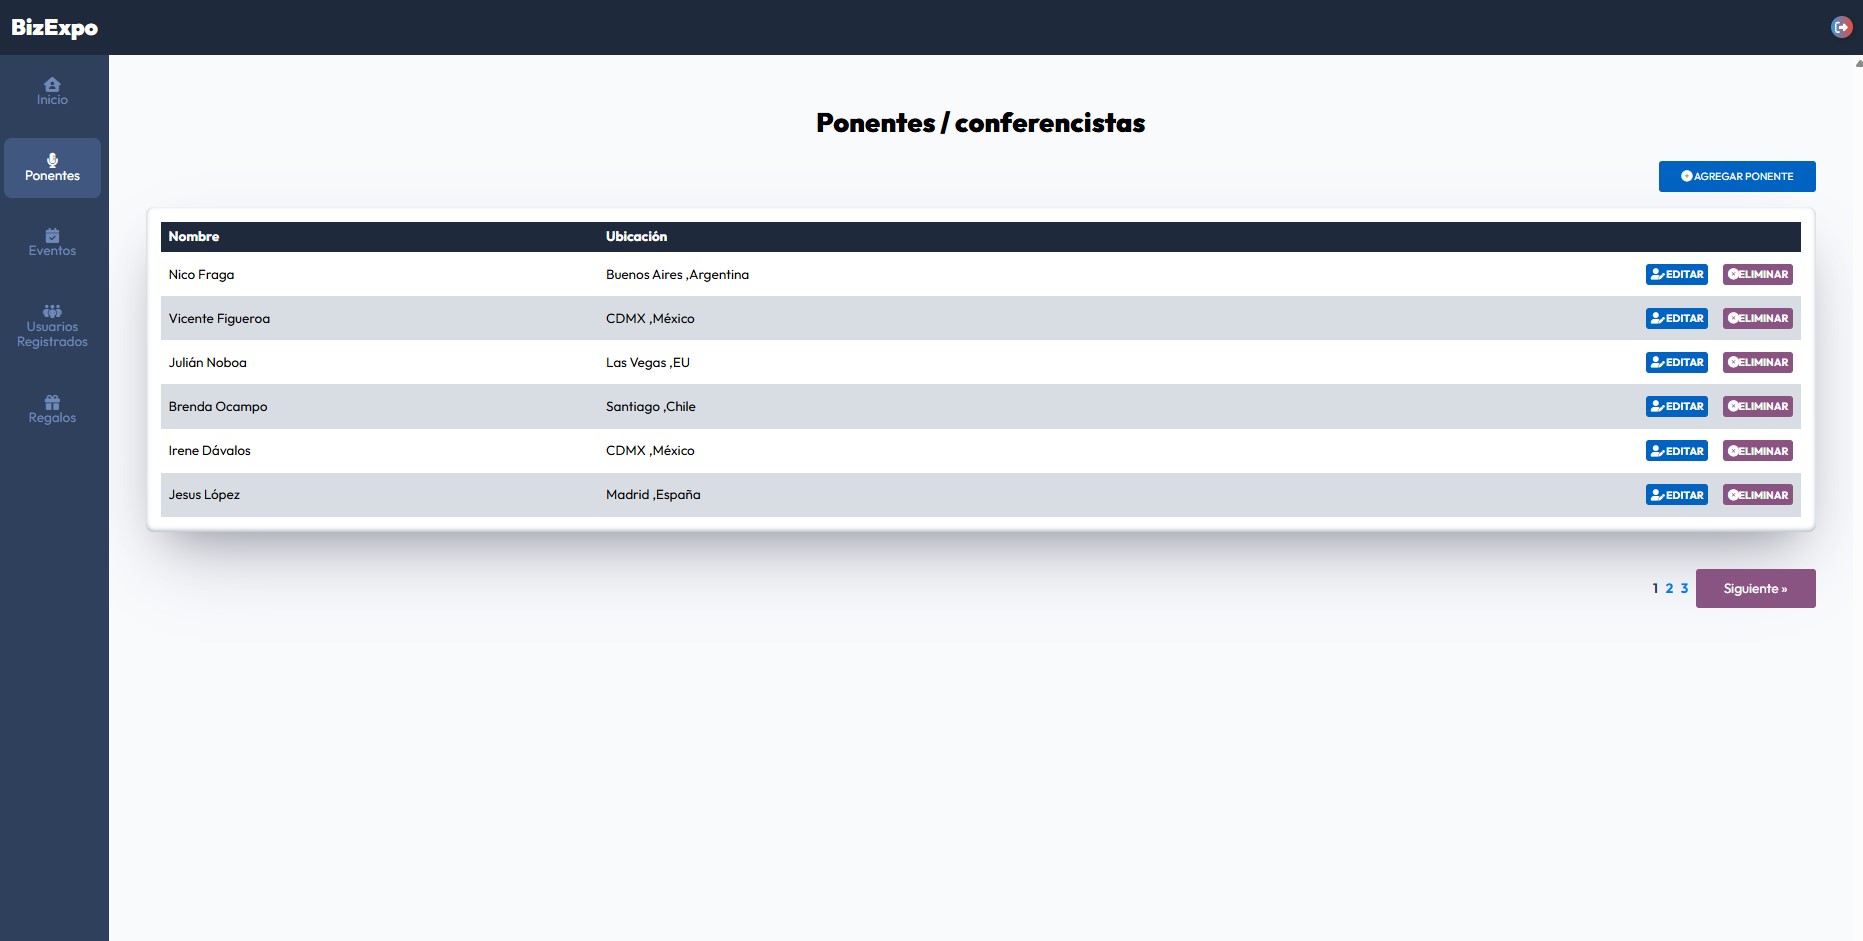 BizExpo
Inicio
Ponentes
Eventos
Usuarios
Registrados
Regalos
Ponentes / conferencistas
AGREGAR PONENTE
Nombre Ubicación
Nico Fraga Buenos Aires ,Argentina EDITAR ELIMINAR
Vicente Figueroa CDMX ,México EDITAR ELIMINAR
Julián Noboa Las Vegas ,EU EDITAR ELIMINAR
Brenda Ocampo Santiago ,Chile EDITAR ELIMINAR
Irene Dávalos CDMX ,México EDITAR ELIMINAR
Jesus López Madrid ,España EDITAR ELIMINAR
1 2 3 Siguiente »